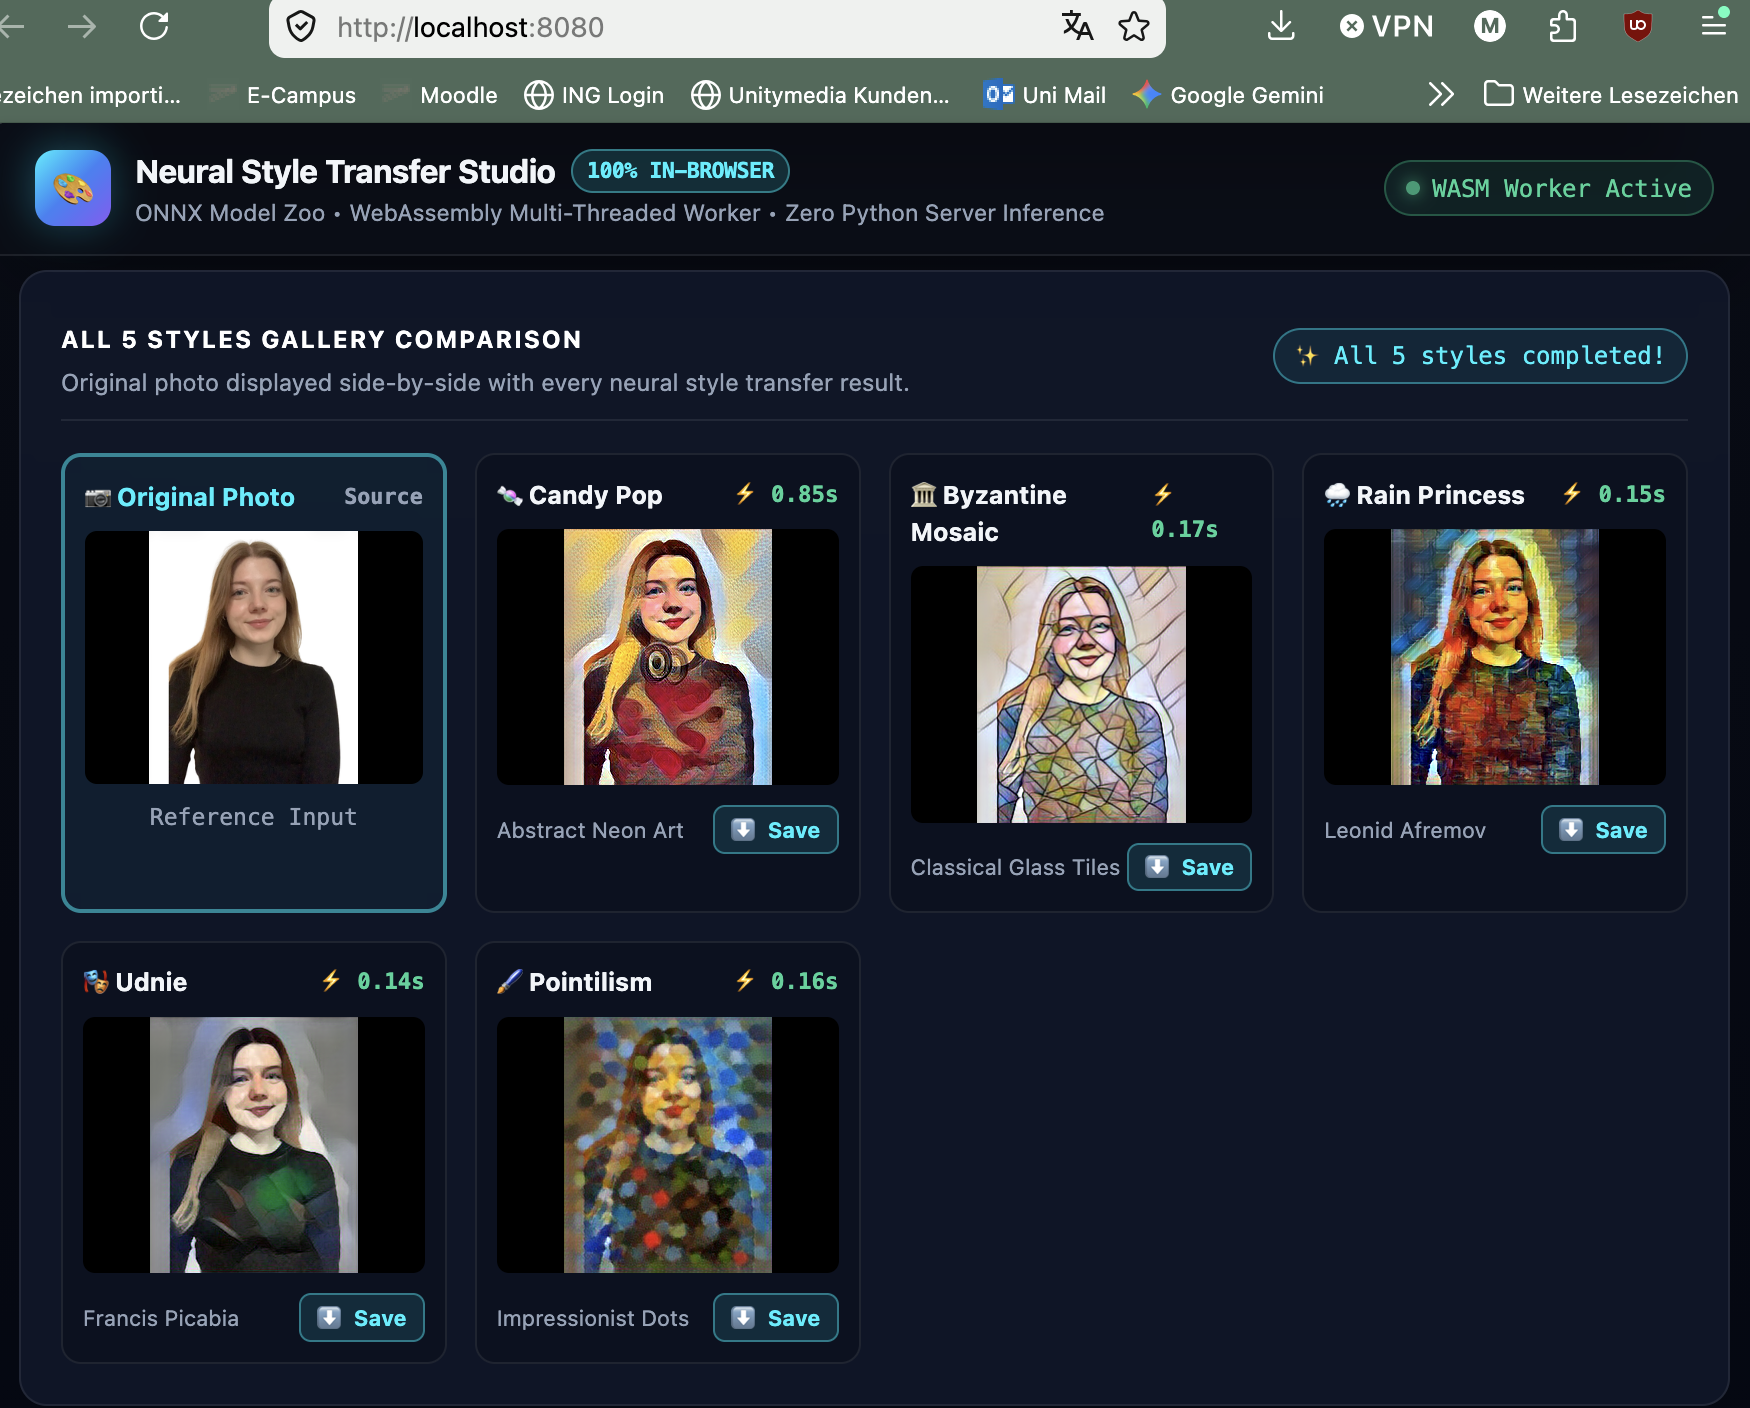 http://localhost:8080
VPN
M
ezeichen importi...
E-Campus
Moodle
ING Login
Unitymedia Kunden...
Uni Mail
Google Gemini
Weitere Lesezeichen
Neural Style Transfer Studio
100% IN-BROWSER
ONNX Model Zoo • WebAssembly Multi-Threaded Worker • Zero Python Server Inference
WASM Worker Active
ALL 5 STYLES GALLERY COMPARISON
Original photo displayed side-by-side with every neural style transfer result.
✨ All 5 styles completed!
📷 Original Photo
Source
Reference Input
🍬 Candy Pop
⚡ 0.85s
Abstract Neon Art
⬇️ Save
🏛️ Byzantine
Mosaic
⚡
0.17s
Classical Glass Tiles
⬇️ Save
🌧️ Rain Princess
⚡ 0.15s
Leonid Afremov
⬇️ Save
🎭 Udnie
⚡ 0.14s
Francis Picabia
⬇️ Save
🖌️ Pointilism
⚡ 0.16s
Impressionist Dots
⬇️ Save